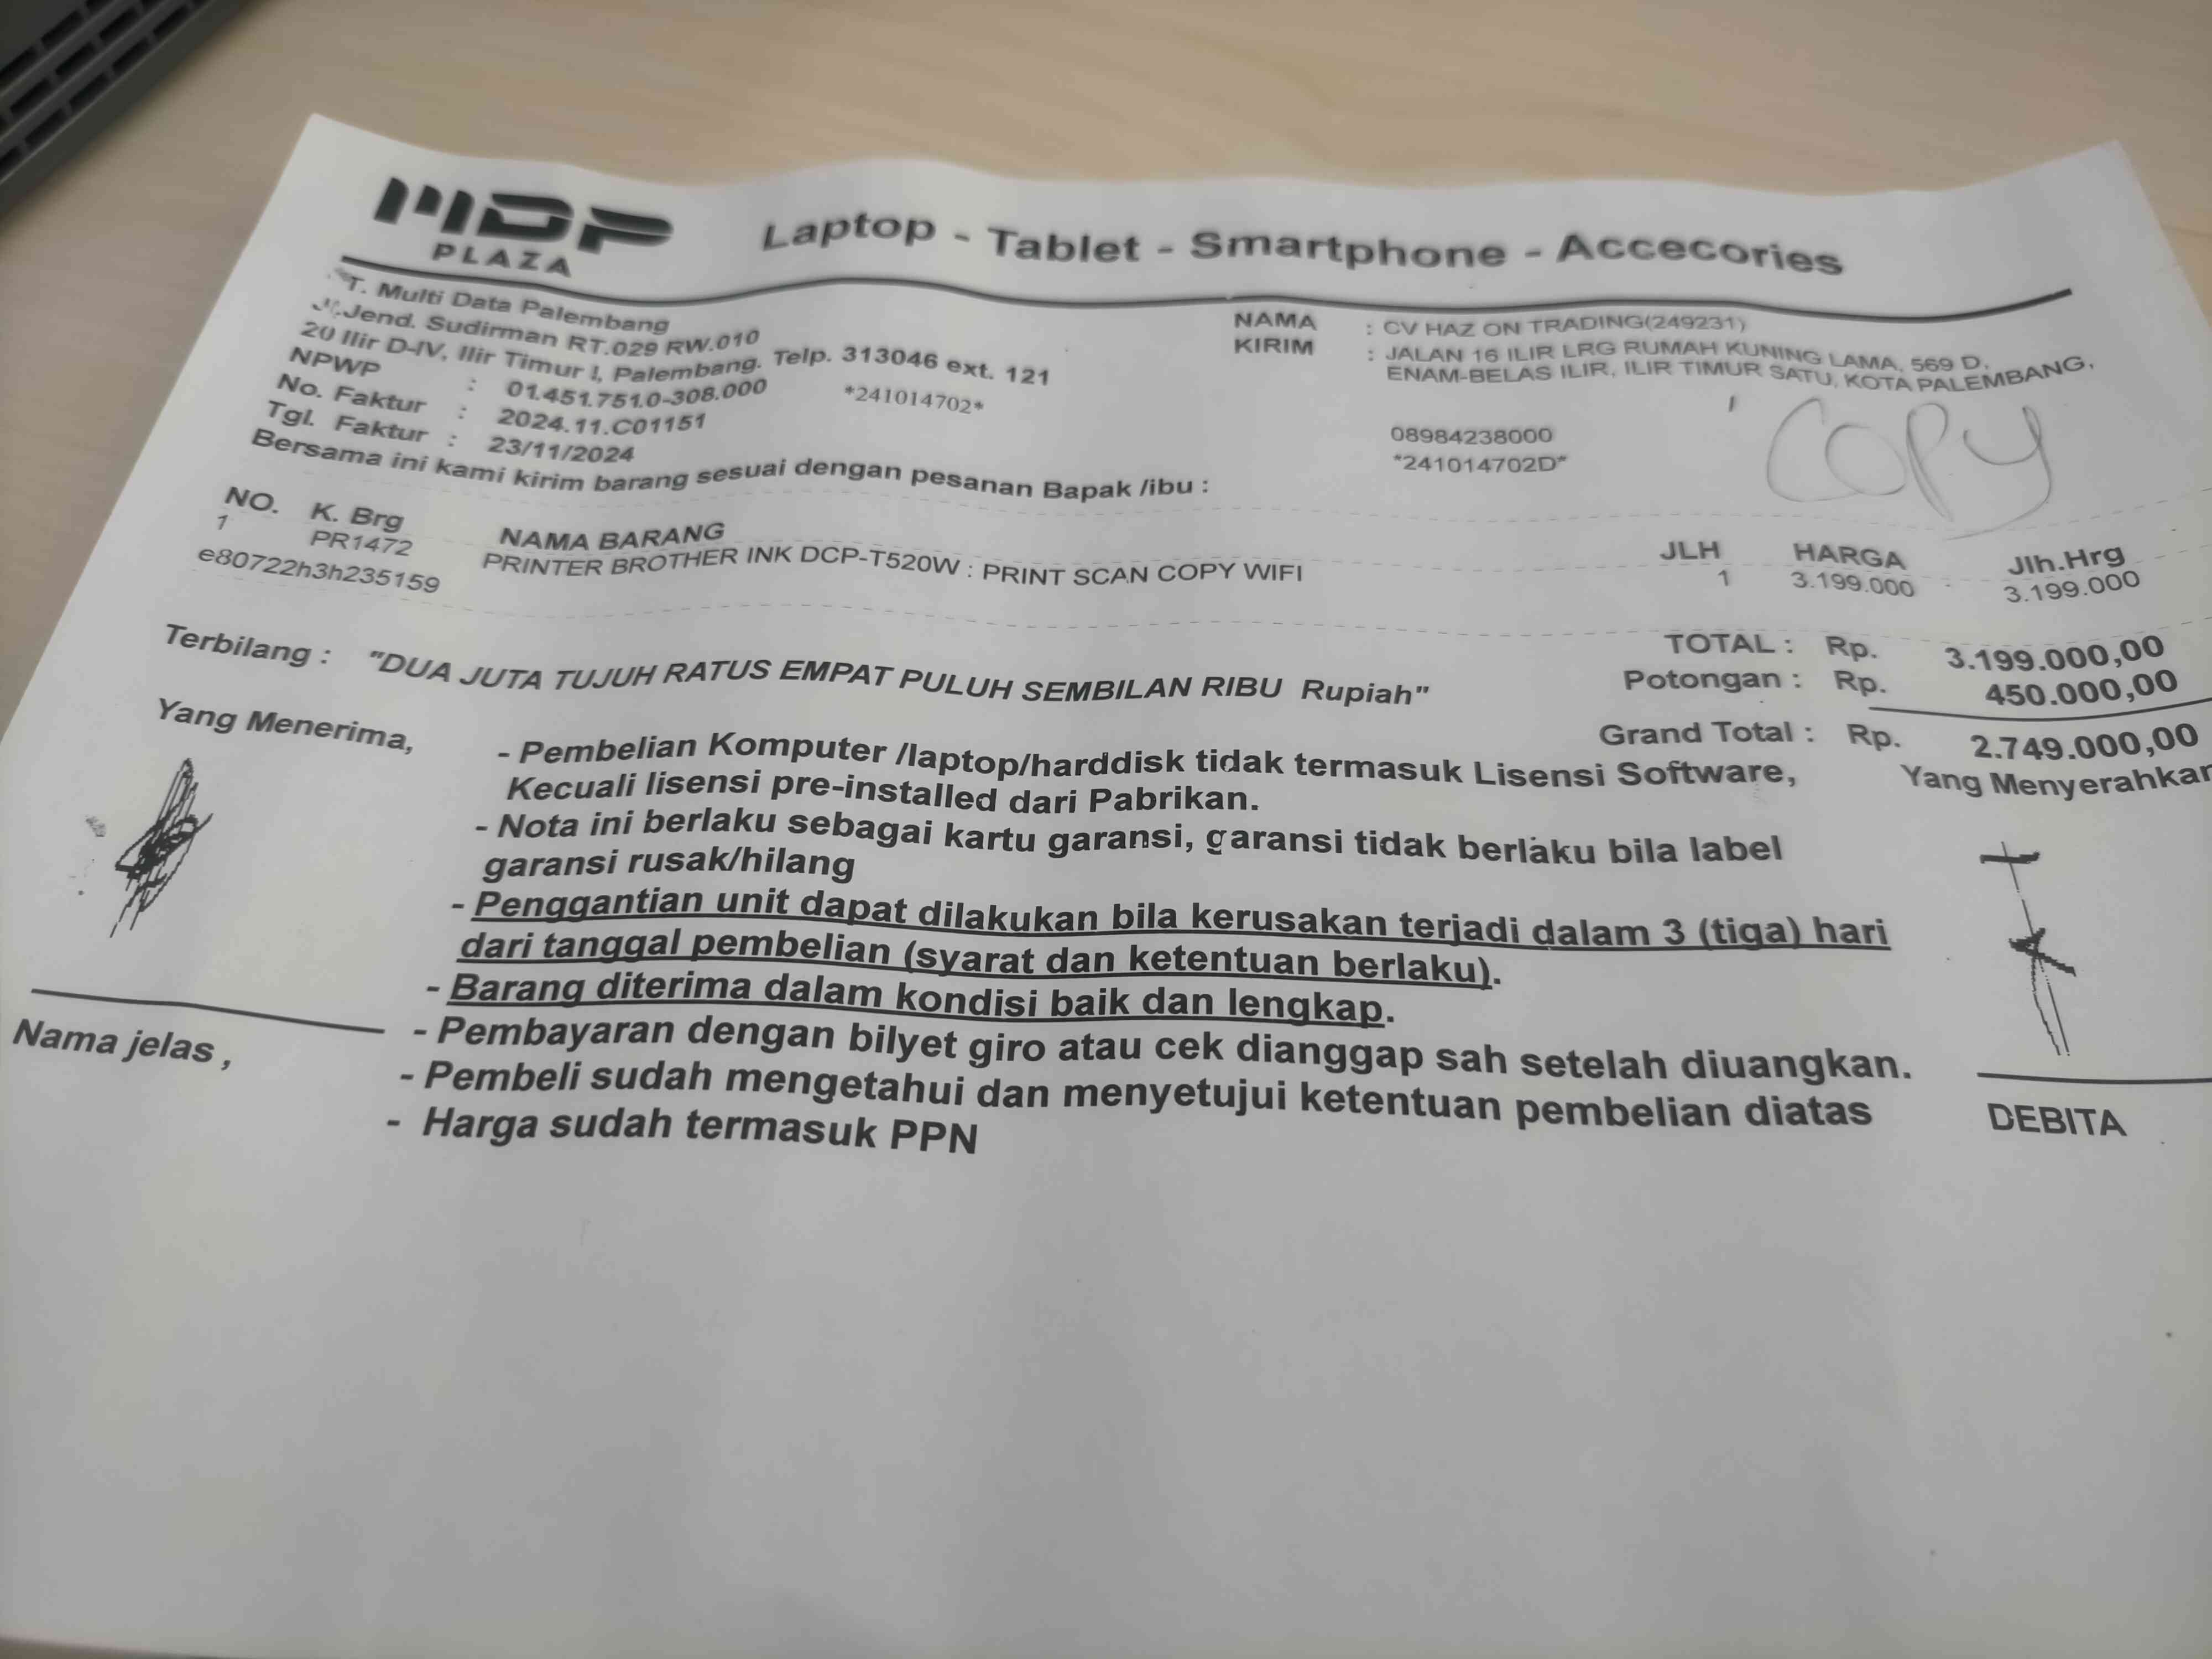 MDP
PLAZA
Laptop - Tablet - Smartphone - Accecories
PT. Multi Data Palembang
Jl.Jend. Sudirman RT.029 RW.010
20 Ilir D-IV, Ilir Timur I, Palembang. Telp. 313046 ext. 121
NPWP : 01.451.751.0-308.000 *241014702*
No. Faktur : 2024.11.C01151
Tgl. Faktur : 23/11/2024
Bersama ini kami kirim barang sesuai dengan pesanan Bapak /ibu :
NAMA : CV HAZ ON TRADING(249231)
KIRIM : JALAN 16 ILIR LRG RUMAH KUNING LAMA, 569 D,
ENAM-BELAS ILIR, ILIR TIMUR SATU, KOTA PALEMBANG,
08984238000
*241014702D*
COPY
NO. K. Brg NAMA BARANG JLH HARGA Jlh.Hrg
1 PR1472 PRINTER BROTHER INK DCP-T520W : PRINT SCAN COPY WIFI 1 3.199.000 3.199.000
e80722h3h235159
TOTAL : Rp. 3.199.000,00
Potongan : Rp. 450.000,00
Grand Total : Rp. 2.749.000,00
Terbilang : "DUA JUTA TUJUH RATUS EMPAT PULUH SEMBILAN RIBU Rupiah"
Yang Menerima,
Yang Menyerahkan
- Pembelian Komputer /laptop/harddisk tidak termasuk Lisensi Software,
Kecuali lisensi pre-installed dari Pabrikan.
- Nota ini berlaku sebagai kartu garansi, garansi tidak berlaku bila label
garansi rusak/hilang
- Penggantian unit dapat dilakukan bila kerusakan terjadi dalam 3 (tiga) hari
dari tanggal pembelian (syarat dan ketentuan berlaku).
- Barang diterima dalam kondisi baik dan lengkap.
- Pembayaran dengan bilyet giro atau cek dianggap sah setelah diuangkan.
- Pembeli sudah mengetahui dan menyetujui ketentuan pembelian diatas
- Harga sudah termasuk PPN
Nama jelas ,
DEBITA